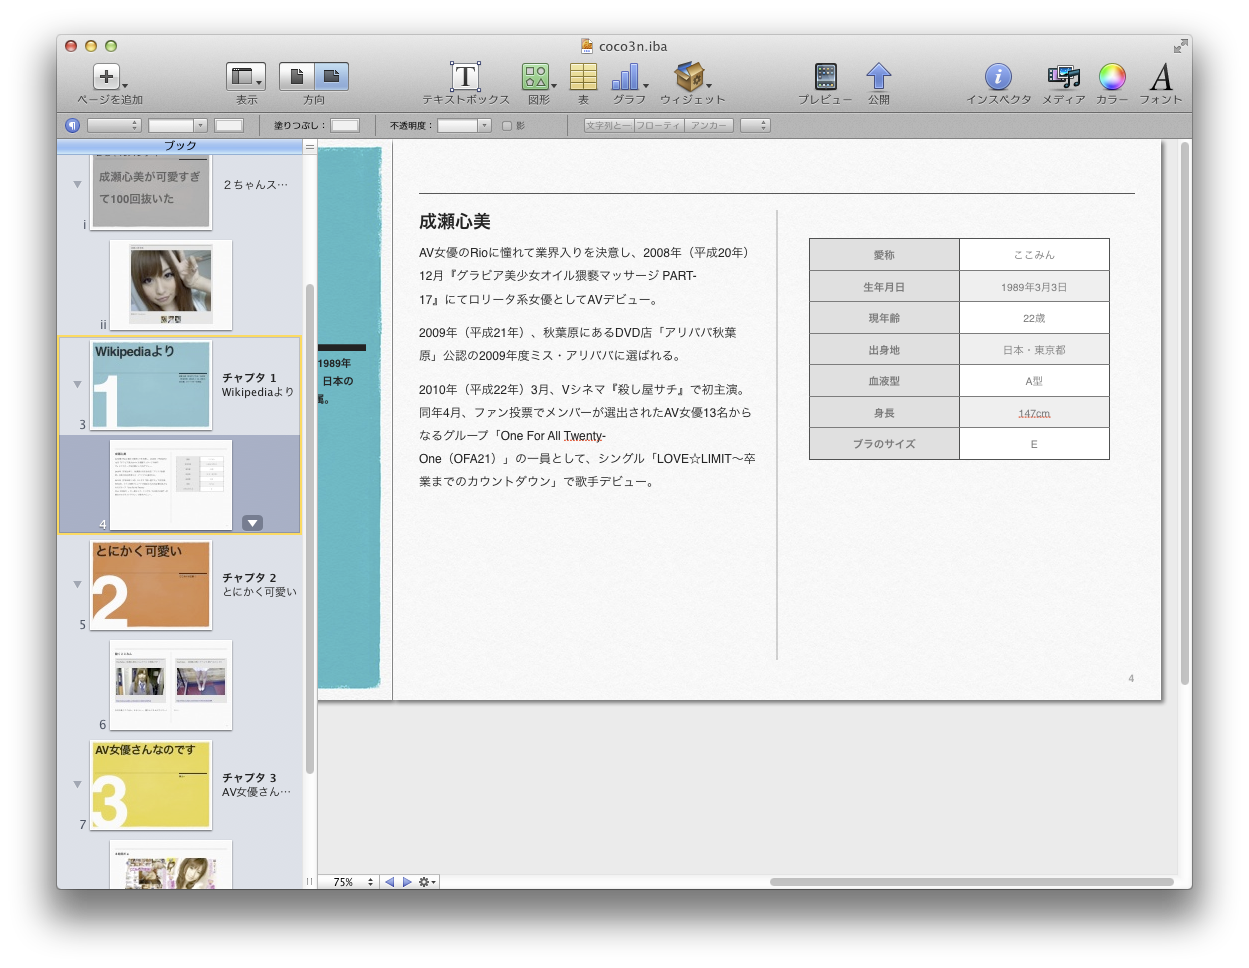 coco3n.iba
ページを追加
表示
方向
テキストボックス
図形
表
グラフ
ウィジェット
プレビュー
公開
インスペクタ
メディア
カラー
フォント
塗りつぶし：
不透明度：
影
文字列と一
フローティ
アンカー
ブック
成瀬心美が可愛すぎ
て100回抜いた
２ちゃんス…
i
ii
Wikipediaより
1
チャプタ 1
Wikipediaより
3
4
とにかく可愛い
2
チャプタ 2
とにかく可愛い
5
6
AV女優さんなのです
3
チャプタ 3
AV女優さん…
7
1989年
日本の
属。
成瀬心美
AV女優のRioに憧れて業界入りを決意し、2008年（平成20年）
12月『グラビア美少女オイル猥褻マッサージ PART-
17』にてロリータ系女優としてAVデビュー。
2009年（平成21年）、秋葉原にあるDVD店「アリババ秋葉
原」公認の2009年度ミス・アリババに選ばれる。
2010年（平成22年）3月、Vシネマ『殺し屋サチ』で初主演。
同年4月、ファン投票でメンバーが選出されたAV女優13名から
なるグループ「One For All Twenty-
One（OFA21）」の一員として、シングル「LOVE☆LIMIT〜卒
業までのカウントダウン」で歌手デビュー。
愛称 ここみん
生年月日 1989年3月3日
現年齢 22歳
出身地 日本・東京都
血液型 A型
身長 147cm
ブラのサイズ E
4
75%